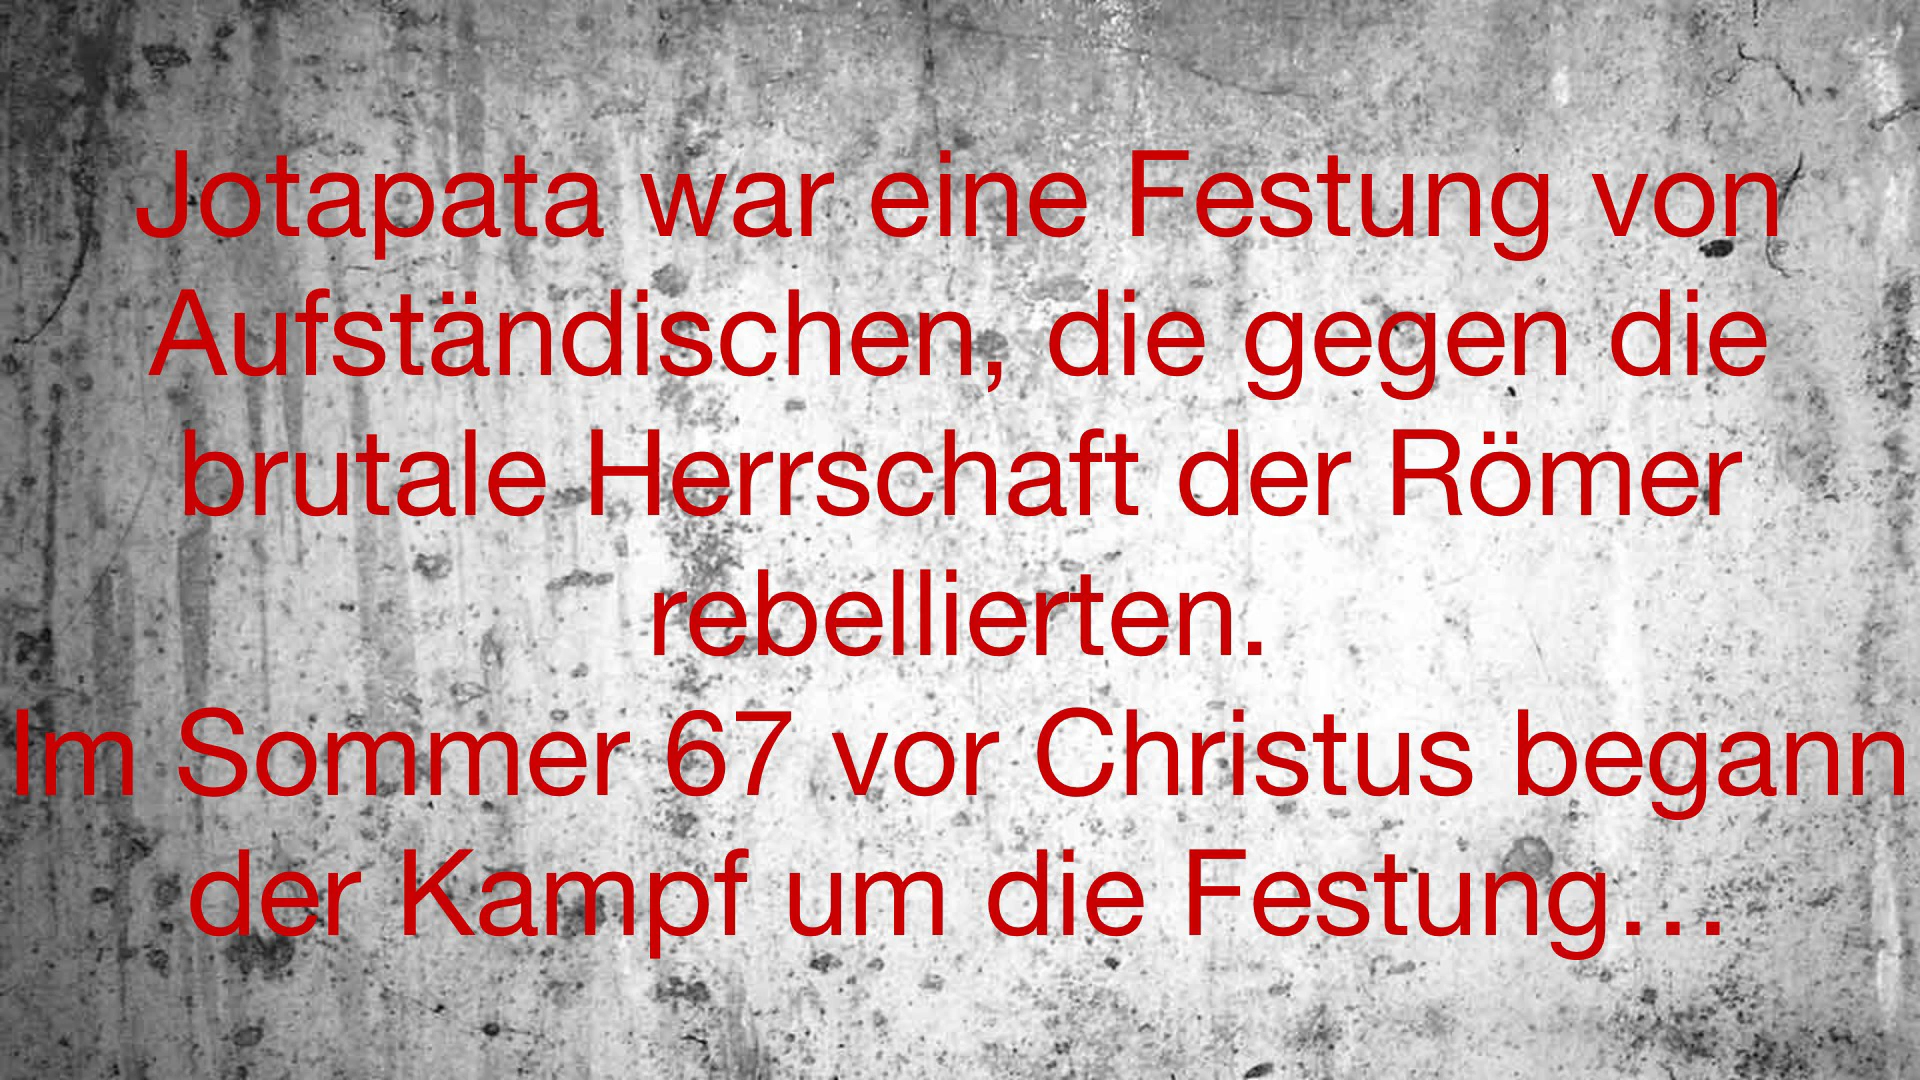 Jotapata war eine Festung von
Aufständischen, die gegen die
brutale Herrschaft der Römer
rebellierten.
Im Sommer 67 vor Christus begann
der Kampf um die Festung…